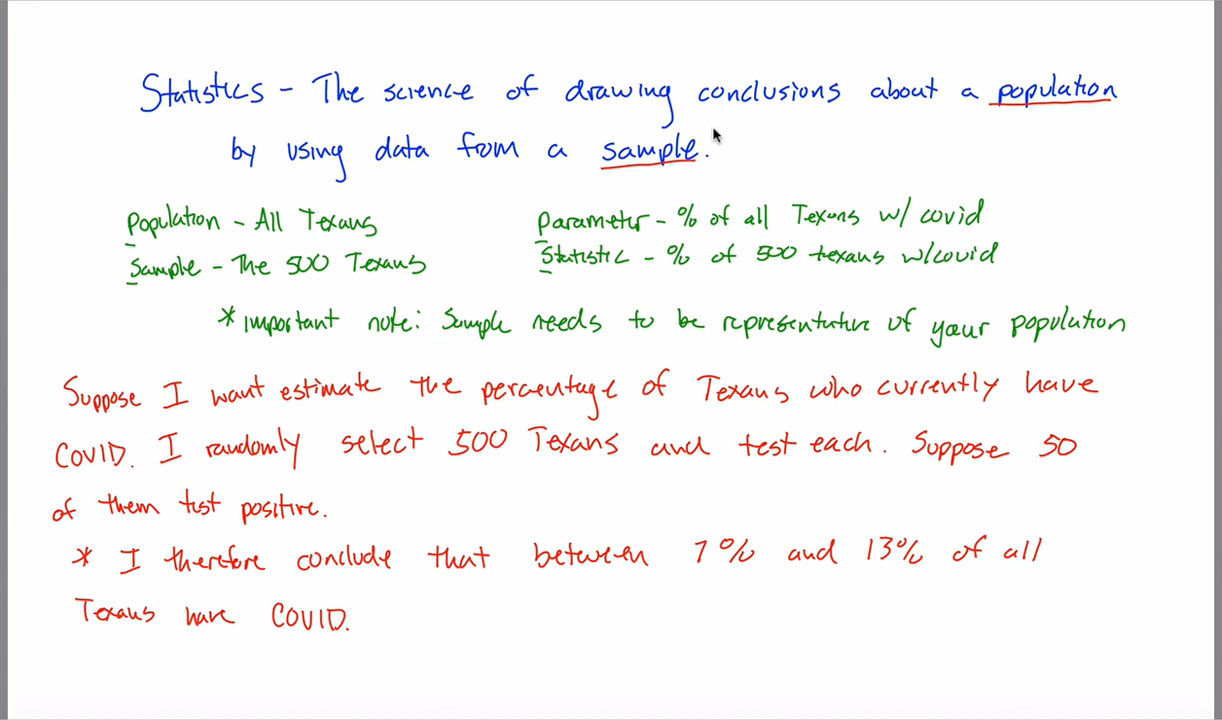 Statistics - The science of drawing conclusions about a population
by using data from a sample.
Population - All Texans
Parameter - % of all Texans w/ covid
Sample - The 500 Texans
Statistic - % of 500 texans w/covid
* Important note: Sample needs to be representative of your population
Suppose I want estimate the percentage of Texans who currently have
COVID. I randomly select 500 Texans and test each. Suppose 50
of them test positive.
* I therefore conclude that between 7% and 13% of all
Texans have COVID.